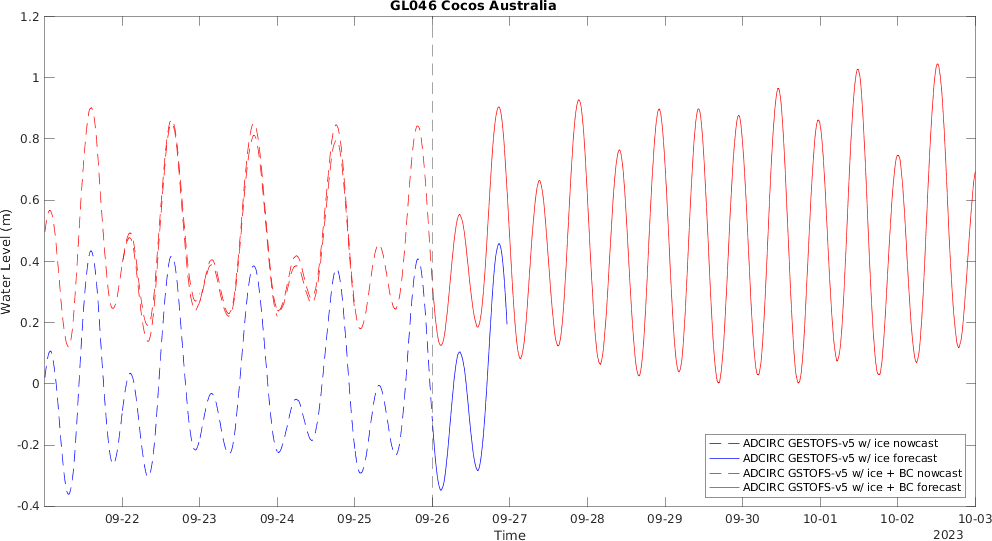 GL046 Cocos Australia
Water Level (m)
1.2
1
0.8
0.6
0.4
0.2
0
-0.2
-0.4
ADCIRC GESTOFS-v5 w/ ice nowcast
ADCIRC GESTOFS-v5 w/ ice forecast
ADCIRC GSTOFS-v5 w/ ice + BC nowcast
ADCIRC GSTOFS-v5 w/ ice + BC forecast
09-22 09-23 09-24 09-25 09-26 09-27 09-28 09-29 09-30 10-01 10-02 10-03
Time
2023